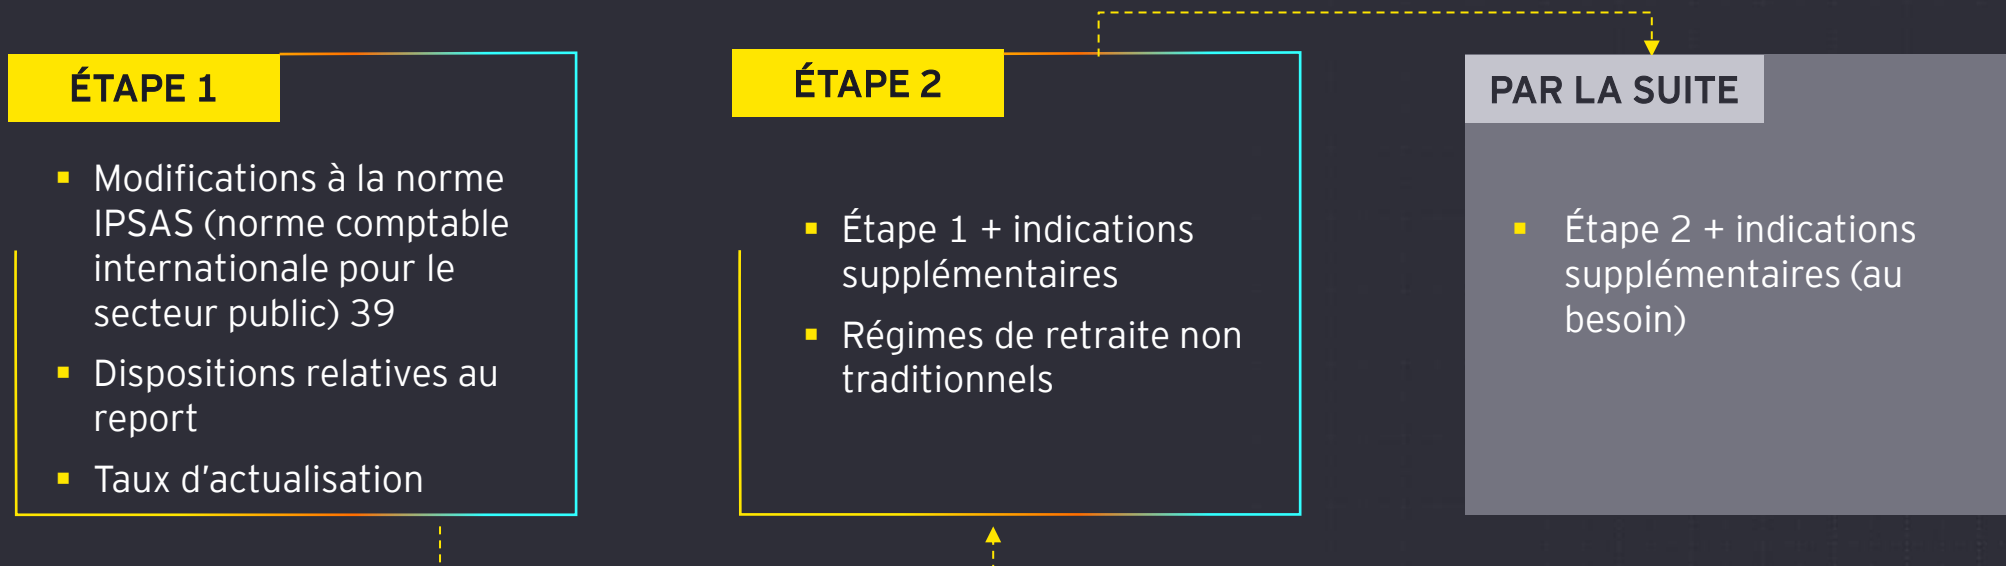 ÉTAPE 1
Modifications à la norme
IPSAS (norme comptable
internationale pour le
secteur public) 39
Dispositions relatives au
report
Taux d’actualisation
ÉTAPE 2
Étape 1 + indications
supplémentaires
Régimes de retraite non
traditionnels
PAR LA SUITE
Étape 2 + indications
supplémentaires (au
besoin)